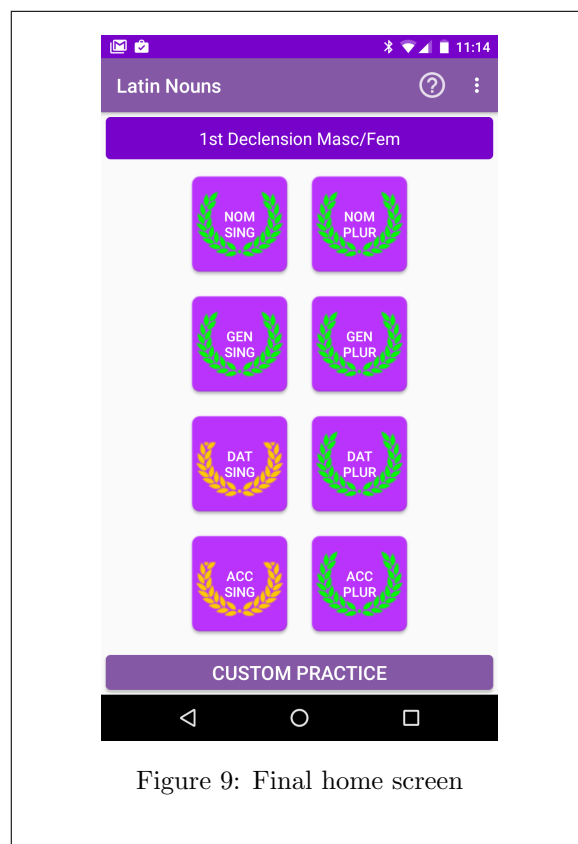 11:14
Latin Nouns
1st Declension Masc/Fem
NOM
SING
NOM
PLUR
GEN
SING
GEN
PLUR
DAT
SING
DAT
PLUR
ACC
SING
ACC
PLUR
CUSTOM PRACTICE
Figure 9: Final home screen